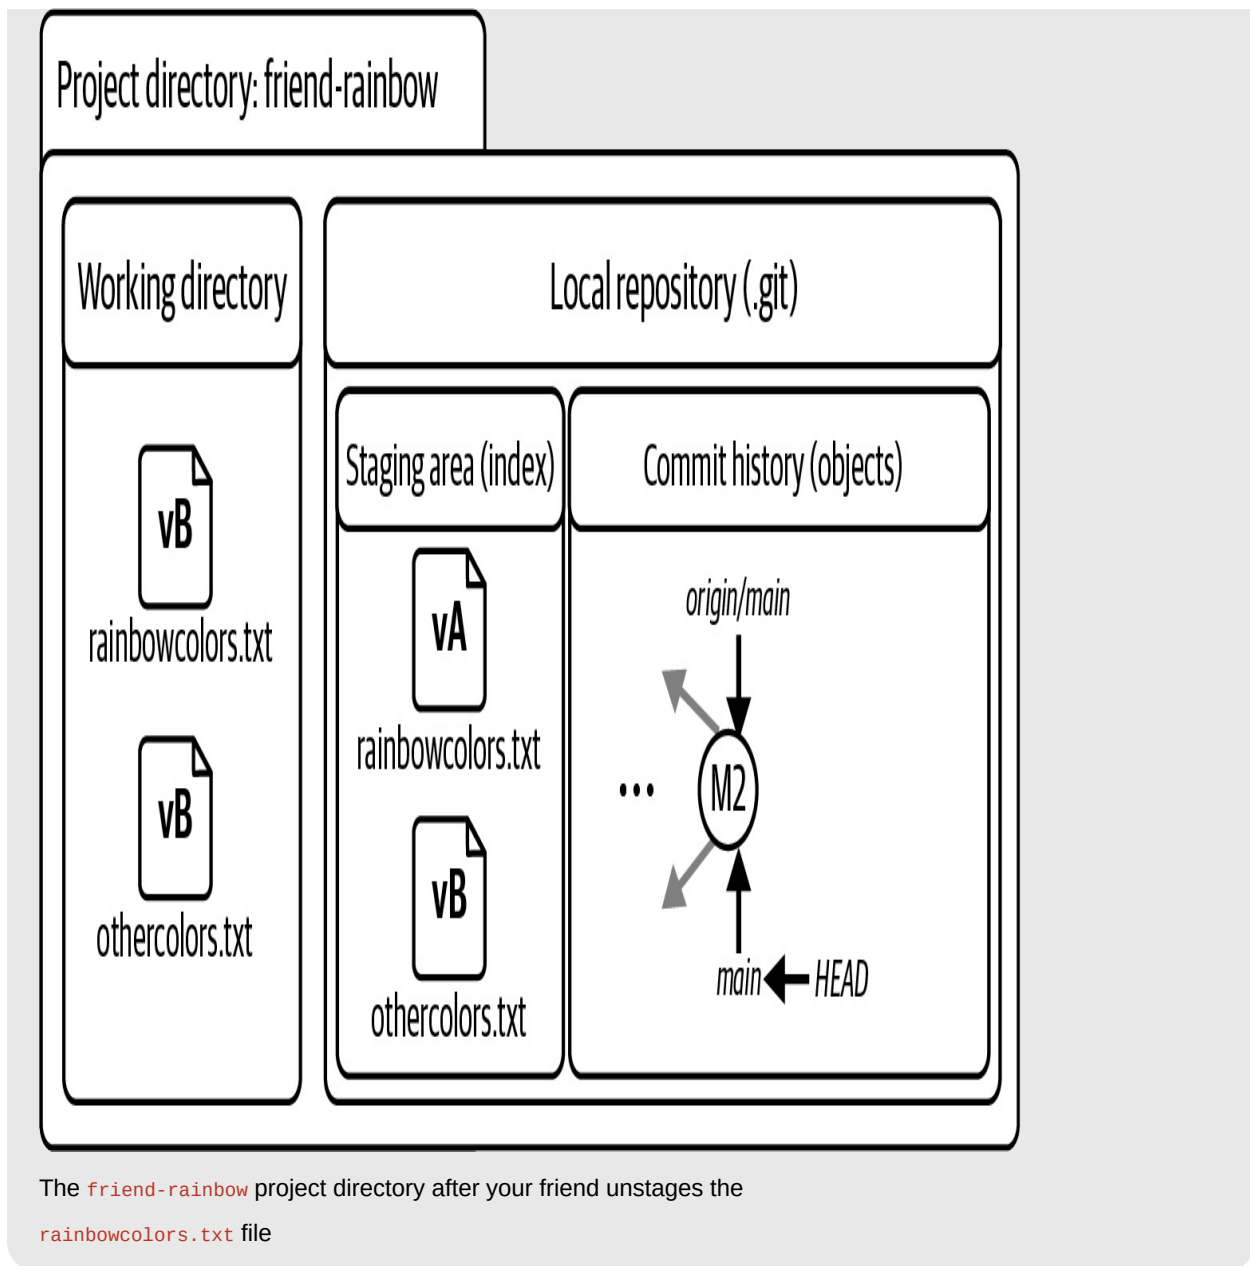 Project directory: friend-rainbow
Working directory
Local repository (.git)
Staging area (index)
Commit history (objects)
vB
rainbowcolors.txt
vB
othercolors.txt
vA
rainbowcolors.txt
vB
othercolors.txt
origin/main
...
M2
main
HEAD
The friend-rainbow project directory after your friend unstages the
rainbowcolors.txt file